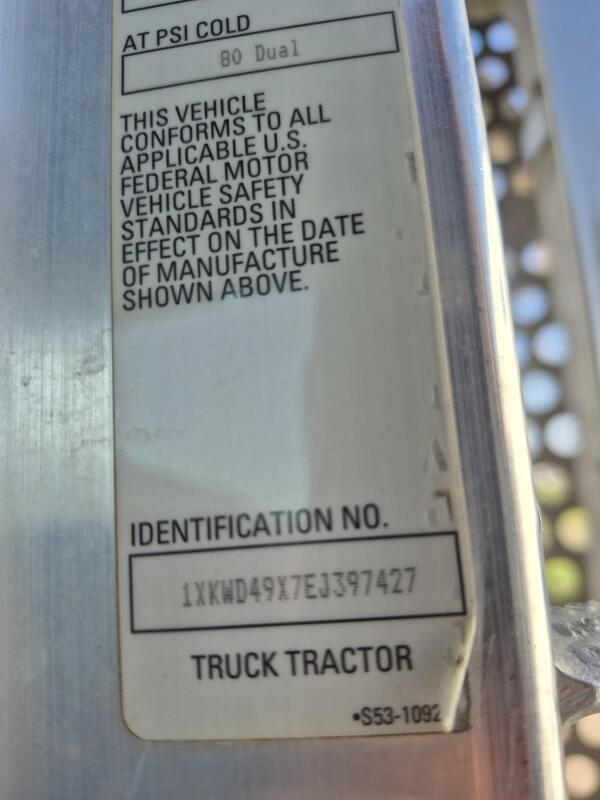 AT PSI COLD
80 Dual
THIS VEHICLE
CONFORMS TO ALL
APPLICABLE U.S.
FEDERAL MOTOR
VEHICLE SAFETY
STANDARDS IN
EFFECT ON THE DATE
OF MANUFACTURE
SHOWN ABOVE.
IDENTIFICATION NO.
1XKWD49X7EJ397427
TRUCK TRACTOR
•S53-1092